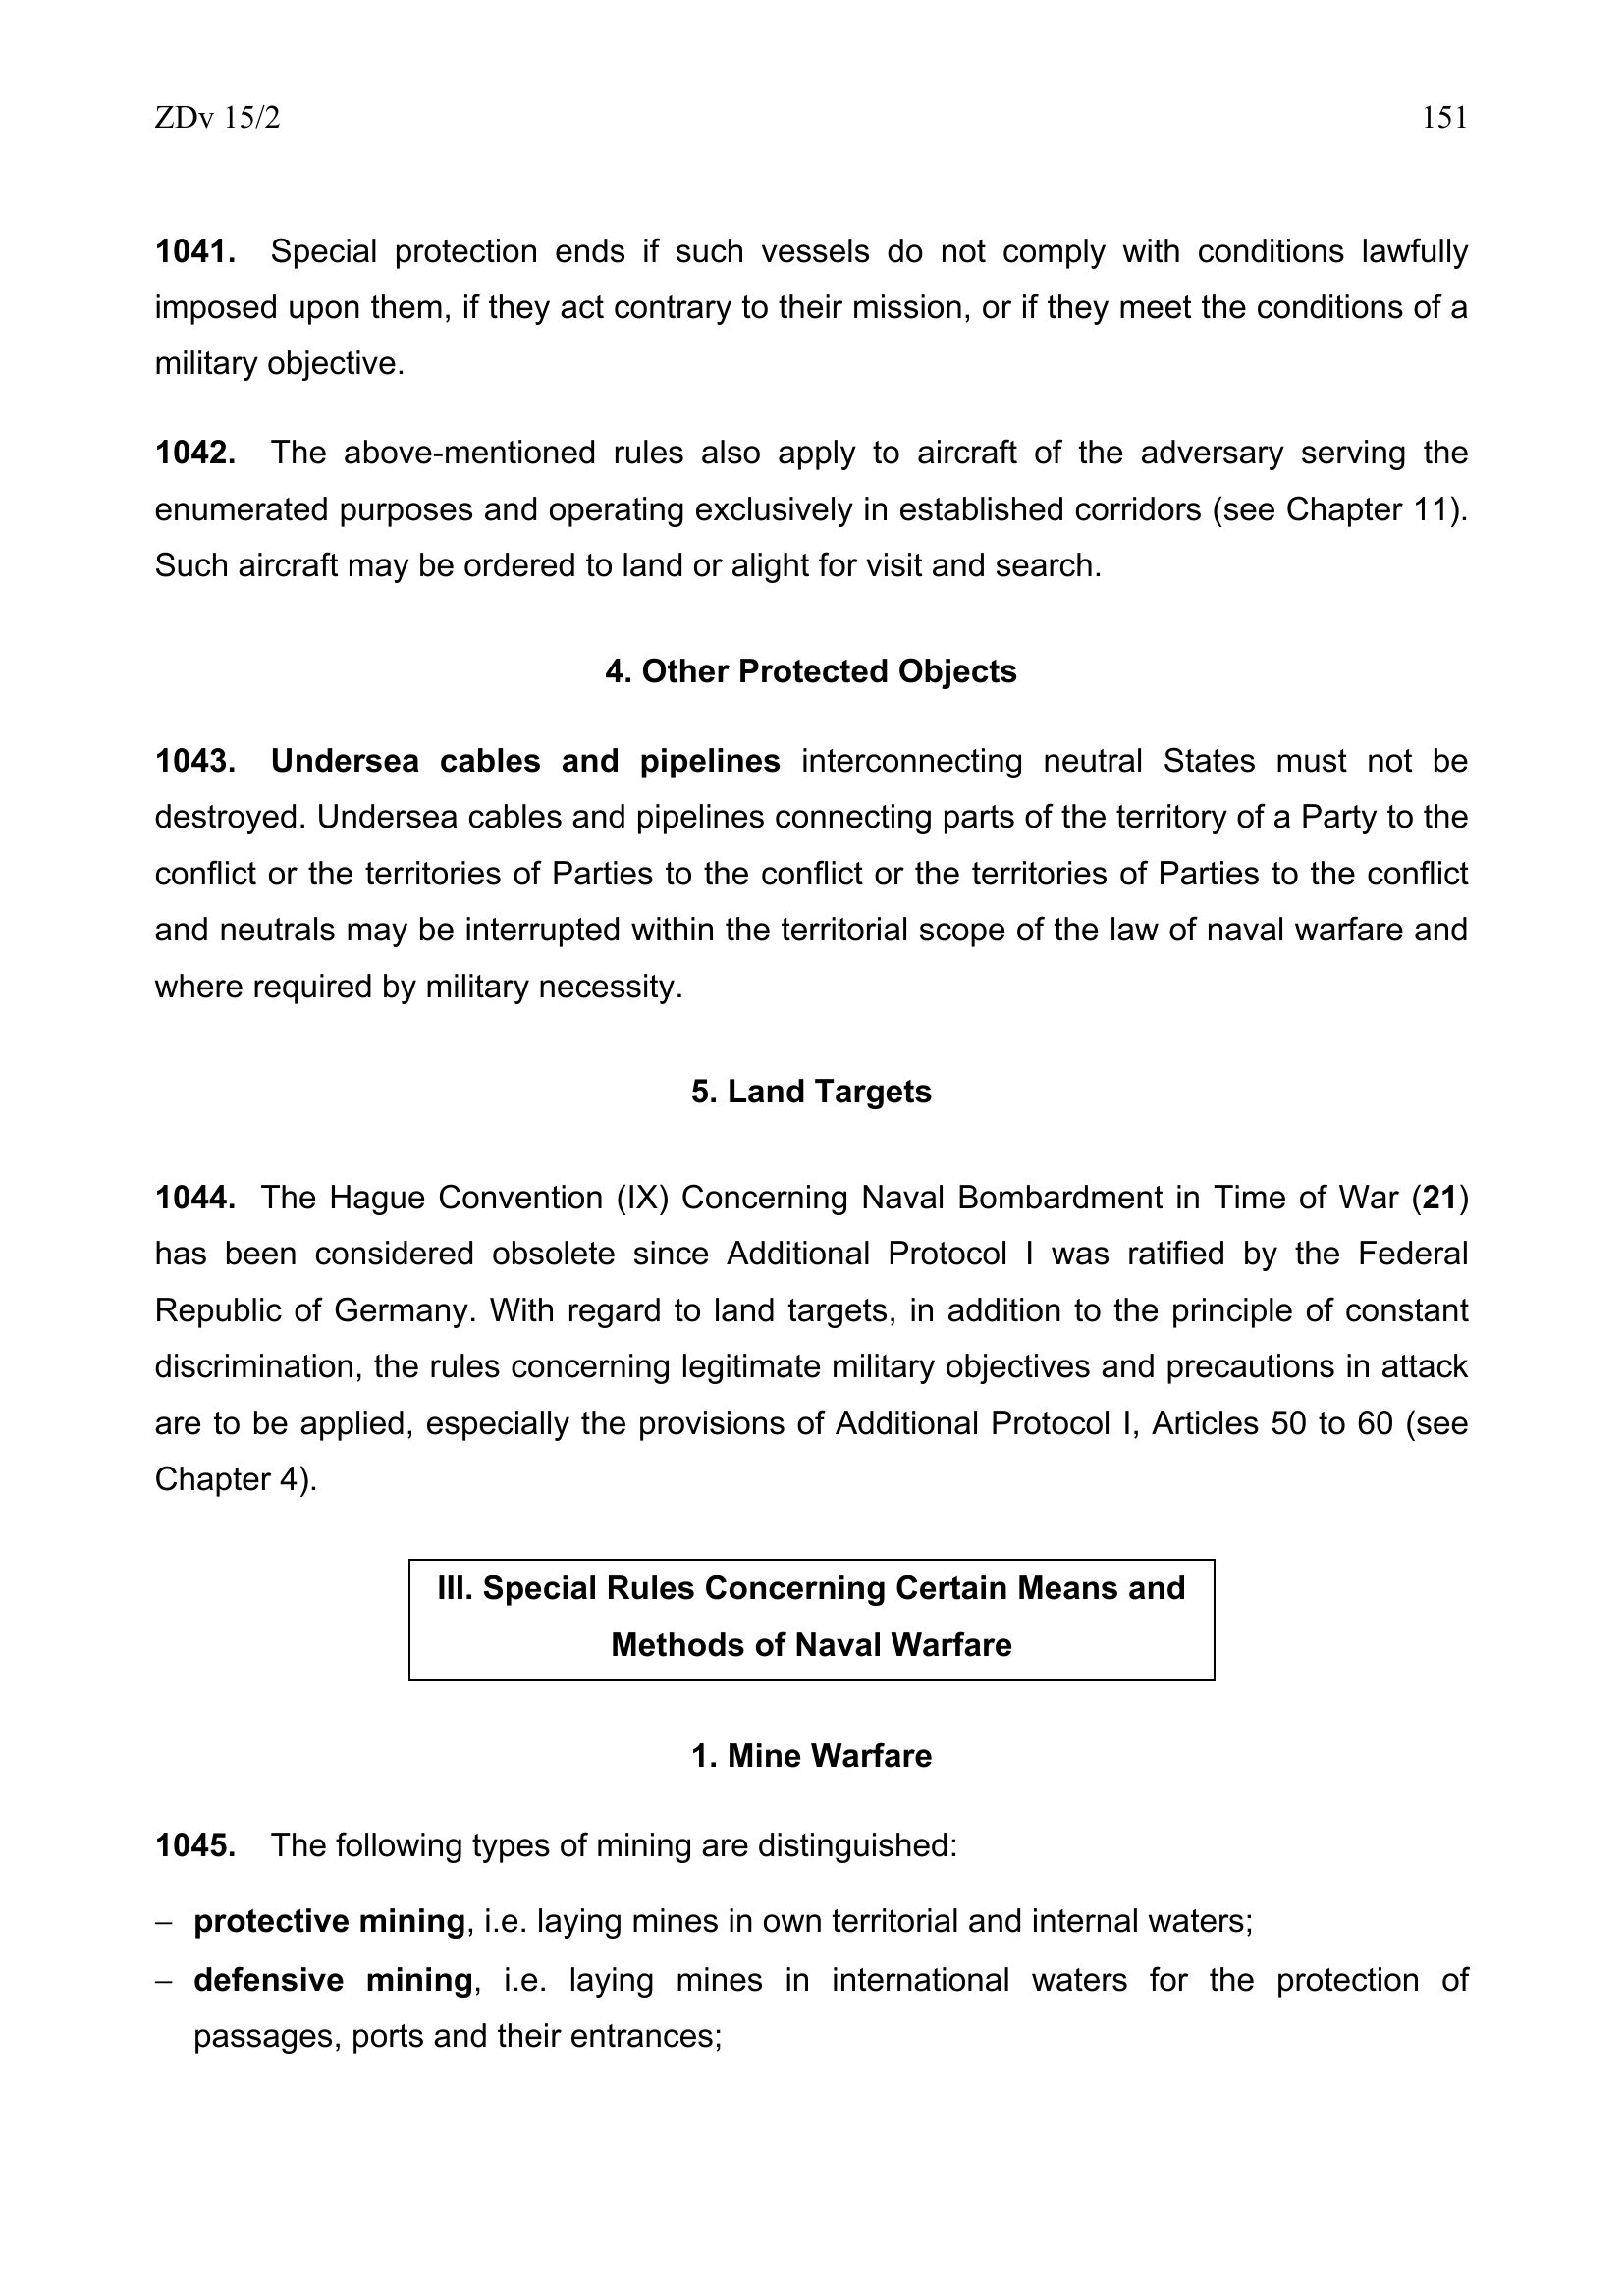 ZDv 15/2 151
1041. Special protection ends if such vessels do not comply with conditions lawfully
imposed upon them, if they act contrary to their mission, or if they meet the conditions of a
military objective.
1042. The above-mentioned rules also apply to aircraft of the adversary serving the
enumerated purposes and operating exclusively in established corridors (see Chapter 11).
Such aircraft may be ordered to land or alight for visit and search.
4. Other Protected Objects
1043. Undersea cables and pipelines interconnecting neutral States must not be
destroyed. Undersea cables and pipelines connecting parts of the territory of a Party to the
conflict or the territories of Parties to the conflict or the territories of Parties to the conflict
and neutrals may be interrupted within the territorial scope of the law of naval warfare and
where required by military necessity.
5. Land Targets
1044. The Hague Convention (IX) Concerning Naval Bombardment in Time of War (21)
has been considered obsolete since Additional Protocol I was ratified by the Federal
Republic of Germany. With regard to land targets, in addition to the principle of constant
discrimination, the rules concerning legitimate military objectives and precautions in attack
are to be applied, especially the provisions of Additional Protocol I, Articles 50 to 60 (see
Chapter 4).
III. Special Rules Concerning Certain Means and
Methods of Naval Warfare
1. Mine Warfare
1045. The following types of mining are distinguished:
– protective mining, i.e. laying mines in own territorial and internal waters;
– defensive mining, i.e. laying mines in international waters for the protection of
passages, ports and their entrances;